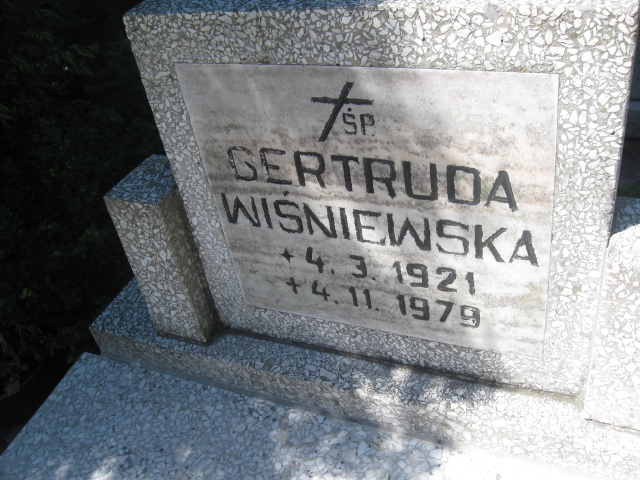 ŚP.
GERTRUDA
WIŚNIEWSKA
4. 3. 1921
4. 11. 1979